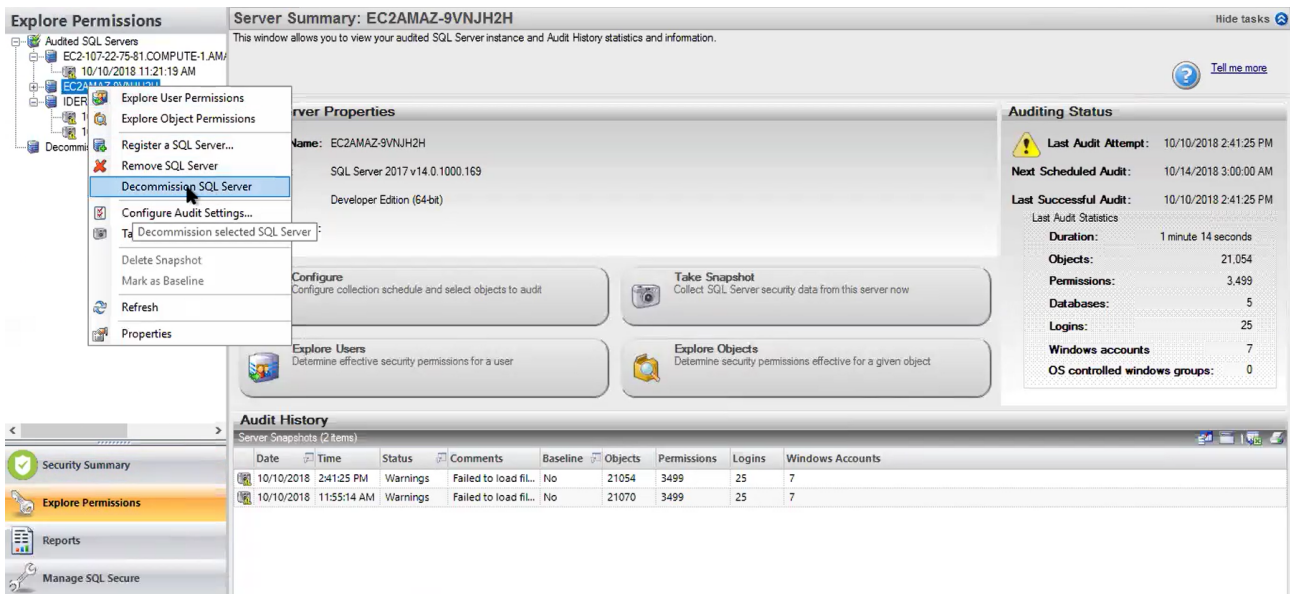 Explore Permissions
Audited SQL Servers
EC2-107-22-75-81.COMPUTE-1.AMA
10/10/2018 11:21:19 AM
EC2AMAZ-9VNJH2H
IDER
Decommis
Explore User Permissions
Explore Object Permissions
Register a SQL Server...
Remove SQL Server
Decommission SQL Server
Configure Audit Settings...
Ta
Decommission selected SQL Server
Delete Snapshot
Mark as Baseline
Refresh
Properties
Security Summary
Explore Permissions
Reports
Manage SQL Secure
Server Summary: EC2AMAZ-9VNJH2H
Hide tasks
This window allows you to view your audited SQL Server instance and Audit History statistics and information.
Tell me more
rver Properties
Name: EC2AMAZ-9VNJH2H
SQL Server 2017 v14.0.1000.169
Developer Edition (64-bit)
:
Configure
Configure collection schedule and select objects to audit
Take Snapshot
Collect SQL Server security data from this server now
Explore Users
Determine effective security permissions for a user
Explore Objects
Determine security permissions effective for a given object
Auditing Status
Last Audit Attempt: 10/10/2018 2:41:25 PM
Next Scheduled Audit: 10/14/2018 3:00:00 AM
Last Successful Audit: 10/10/2018 2:41:25 PM
Last Audit Statistics
Duration: 1 minute 14 seconds
Objects: 21,054
Permissions: 3,499
Databases: 5
Logins: 25
Windows accounts 7
OS controlled windows groups: 0
Audit History
Server Snapshots (2 items)
Date Time Status Comments Baseline Objects Permissions Logins Windows Accounts
10/10/2018 2:41:25 PM Warnings Failed to load fil... No 21054 3499 25 7
10/10/2018 11:55:14 AM Warnings Failed to load fil... No 21070 3499 25 7